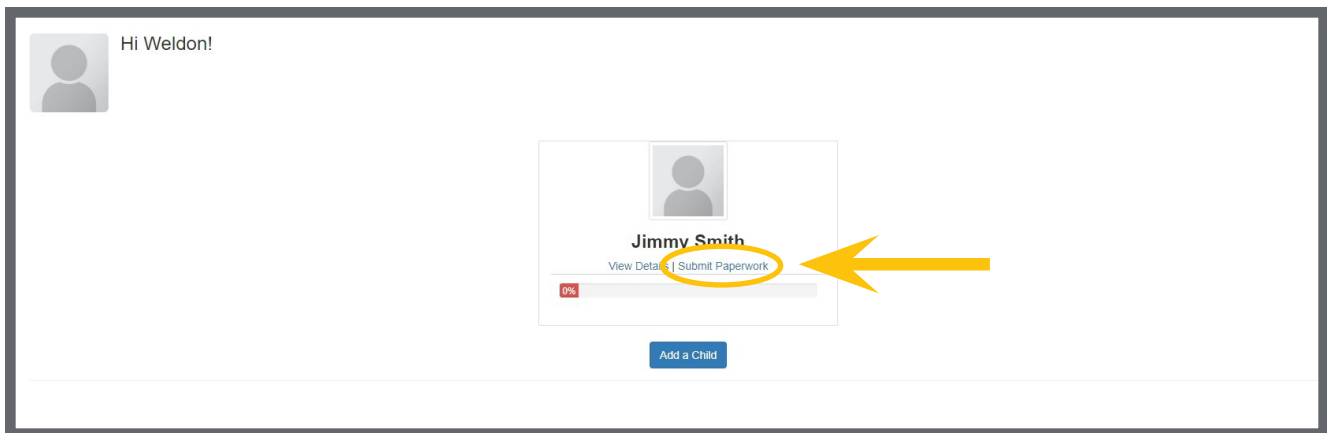 Hi Weldon!
Jimmy Smith
View Details | Submit Paperwork
0%
Add a Child